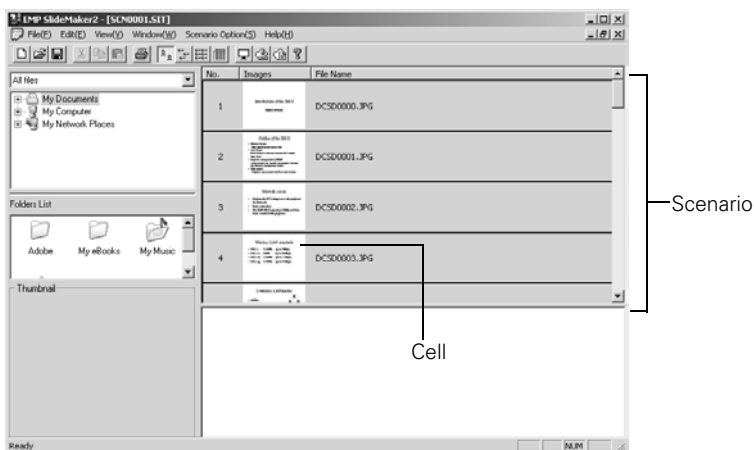 EMP SlideMaker2 - [SCN0001.SIT]
File(F) Edit(E) View(V) Window(W) Scenario Option(S) Help(H)
All files
My Documents
My Computer
My Network Places
Folders List
Adobe My eBooks My Music
Thumbnail
No. Images File Name
1 DCSD0000.JPG
2 DCSD0001.JPG
3 DCSD0002.JPG
4 DCSD0003.JPG
Scenario
Cell
Ready NUM